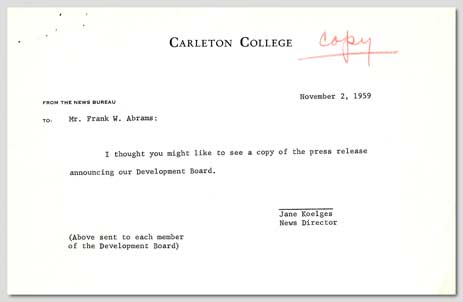 CARLETON COLLEGE
copy
November 2, 1959
FROM THE NEWS BUREAU
TO: Mr. Frank W. Abrams:
I thought you might like to see a copy of the press release
announcing our Development Board.
Jane Koelges
News Director
(Above sent to each member
of the Development Board)